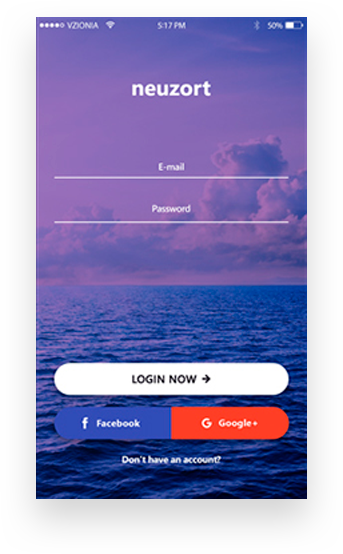 VZIONIA 5:17 PM 50%
neuzort
E-mail
Password
LOGIN NOW →
f Facebook G Google+
Don't have an account?